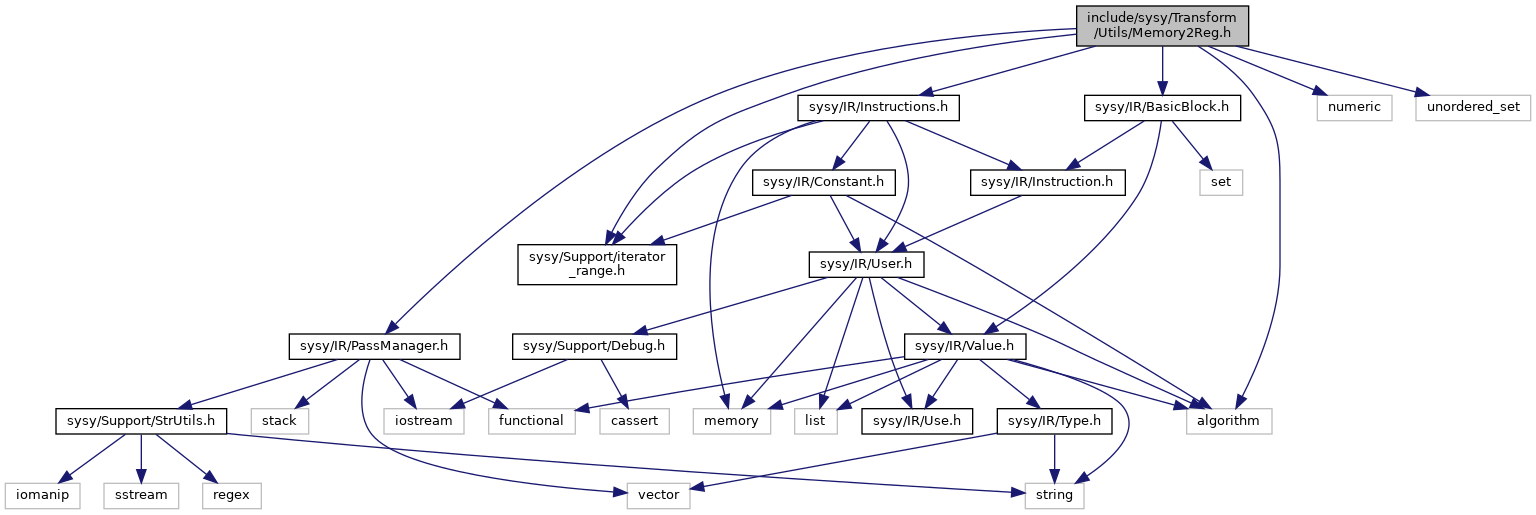 include/sysy/Transform
/Utils/Memory2Reg.h
sysy/IR/Instructions.h
sysy/IR/BasicBlock.h
numeric
unordered_set
sysy/IR/Constant.h
sysy/IR/Instruction.h
set
sysy/Support/iterator
_range.h
sysy/IR/User.h
sysy/IR/PassManager.h
sysy/Support/Debug.h
sysy/IR/Value.h
sysy/Support/StrUtils.h
stack
iostream
functional
cassert
memory
list
sysy/IR/Use.h
sysy/IR/Type.h
algorithm
iomanip
sstream
regex
vector
string